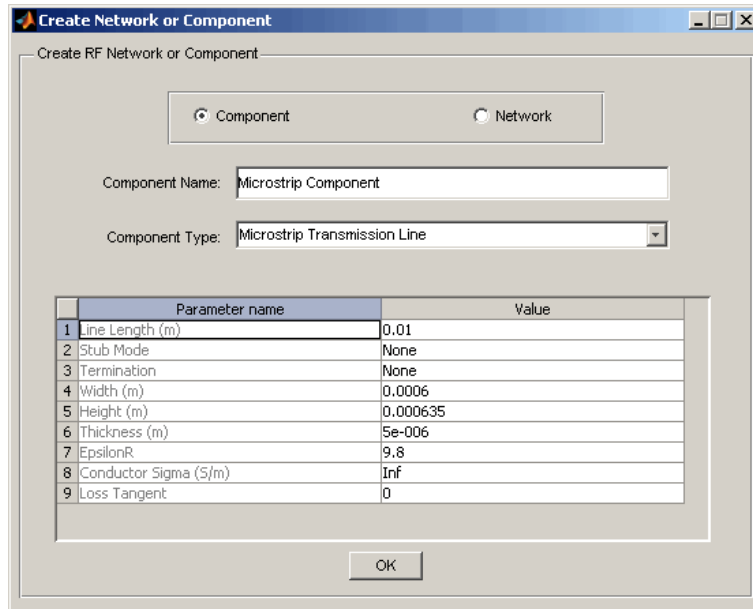 Create Network or Component
Create RF Network or Component
Component Network
Component Name: Microstrip Component
Component Type: Microstrip Transmission Line
Parameter name Value
1 Line Length (m) 0.01
2 Stub Mode None
3 Termination None
4 Width (m) 0.0006
5 Height (m) 0.000635
6 Thickness (m) 5e-006
7 EpsilonR 9.8
8 Conductor Sigma (S/m) Inf
9 Loss Tangent 0
OK